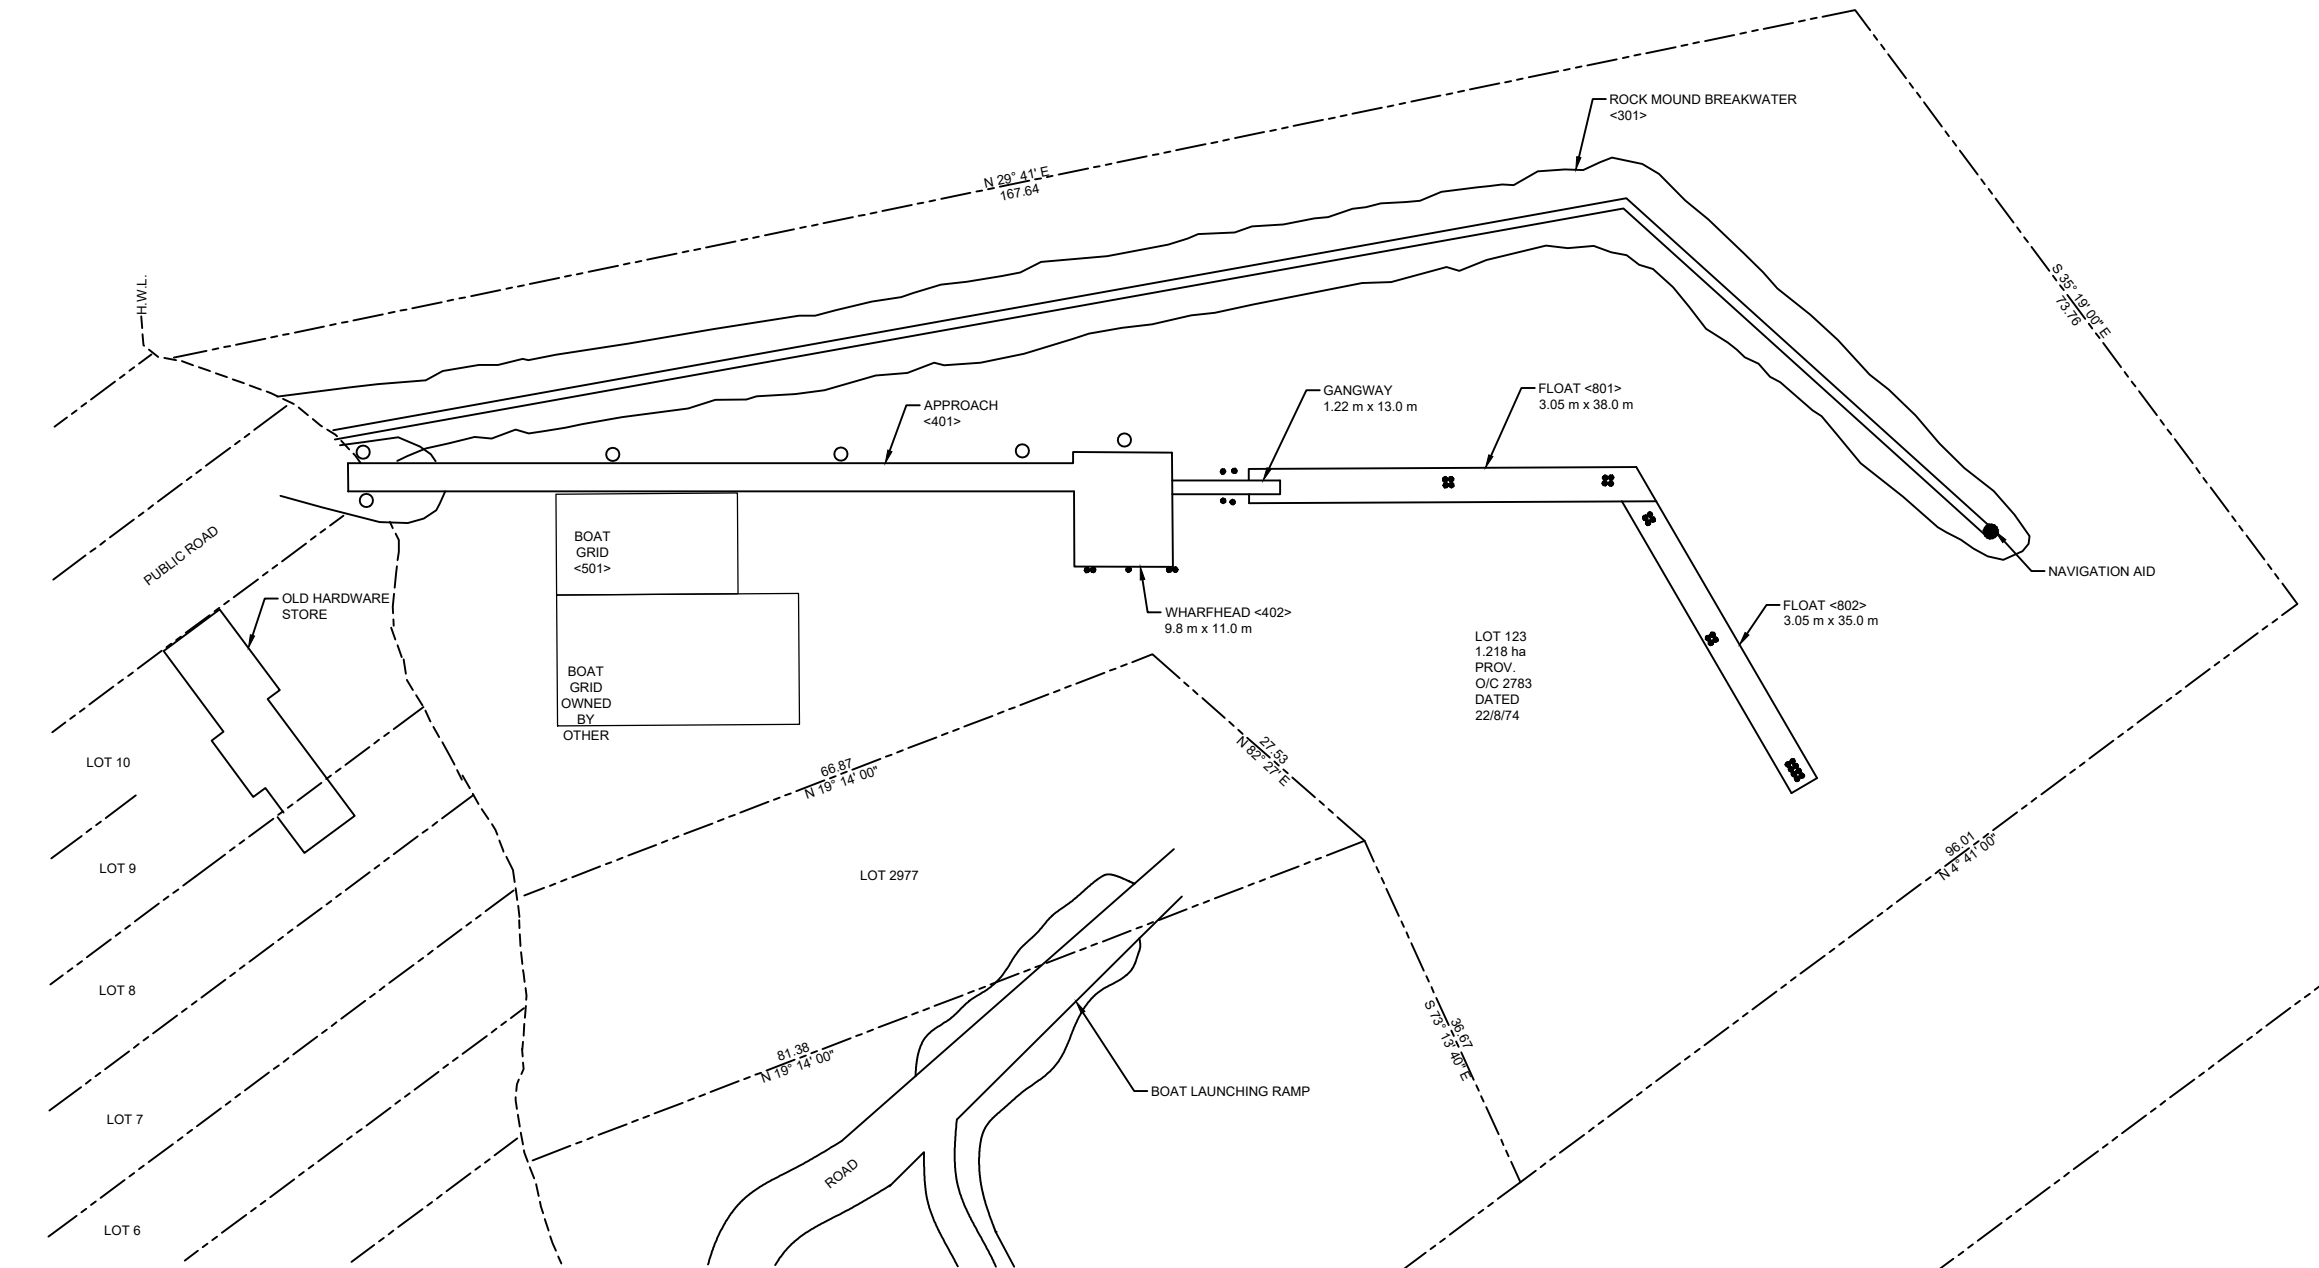 ROCK MOUND BREAKWATER
<301>
N 29° 41' E
167.64
S 35° 19' 00" E
73.76
H.W.L.
GANGWAY
1.22 m x 13.0 m
FLOAT <801>
3.05 m x 38.0 m
APPROACH
<401>
PUBLIC ROAD
BOAT
GRID
<501>
OLD HARDWARE
STORE
WHARFHEAD <402>
9.8 m x 11.0 m
NAVIGATION AID
FLOAT <802>
3.05 m x 35.0 m
LOT 123
1.218 ha
PROV.
O/C 2783
DATED
22/8/74
BOAT
GRID
OWNED
BY
OTHER
LOT 10
66.87
N 19° 14' 00"
27.53
N 82° 27' E
96.01
N 4° 41' 00"
LOT 9
LOT 2977
LOT 8
36.67
S 73° 13' 40" E
81.38
N 19° 14' 00"
BOAT LAUNCHING RAMP
LOT 7
ROAD
LOT 6